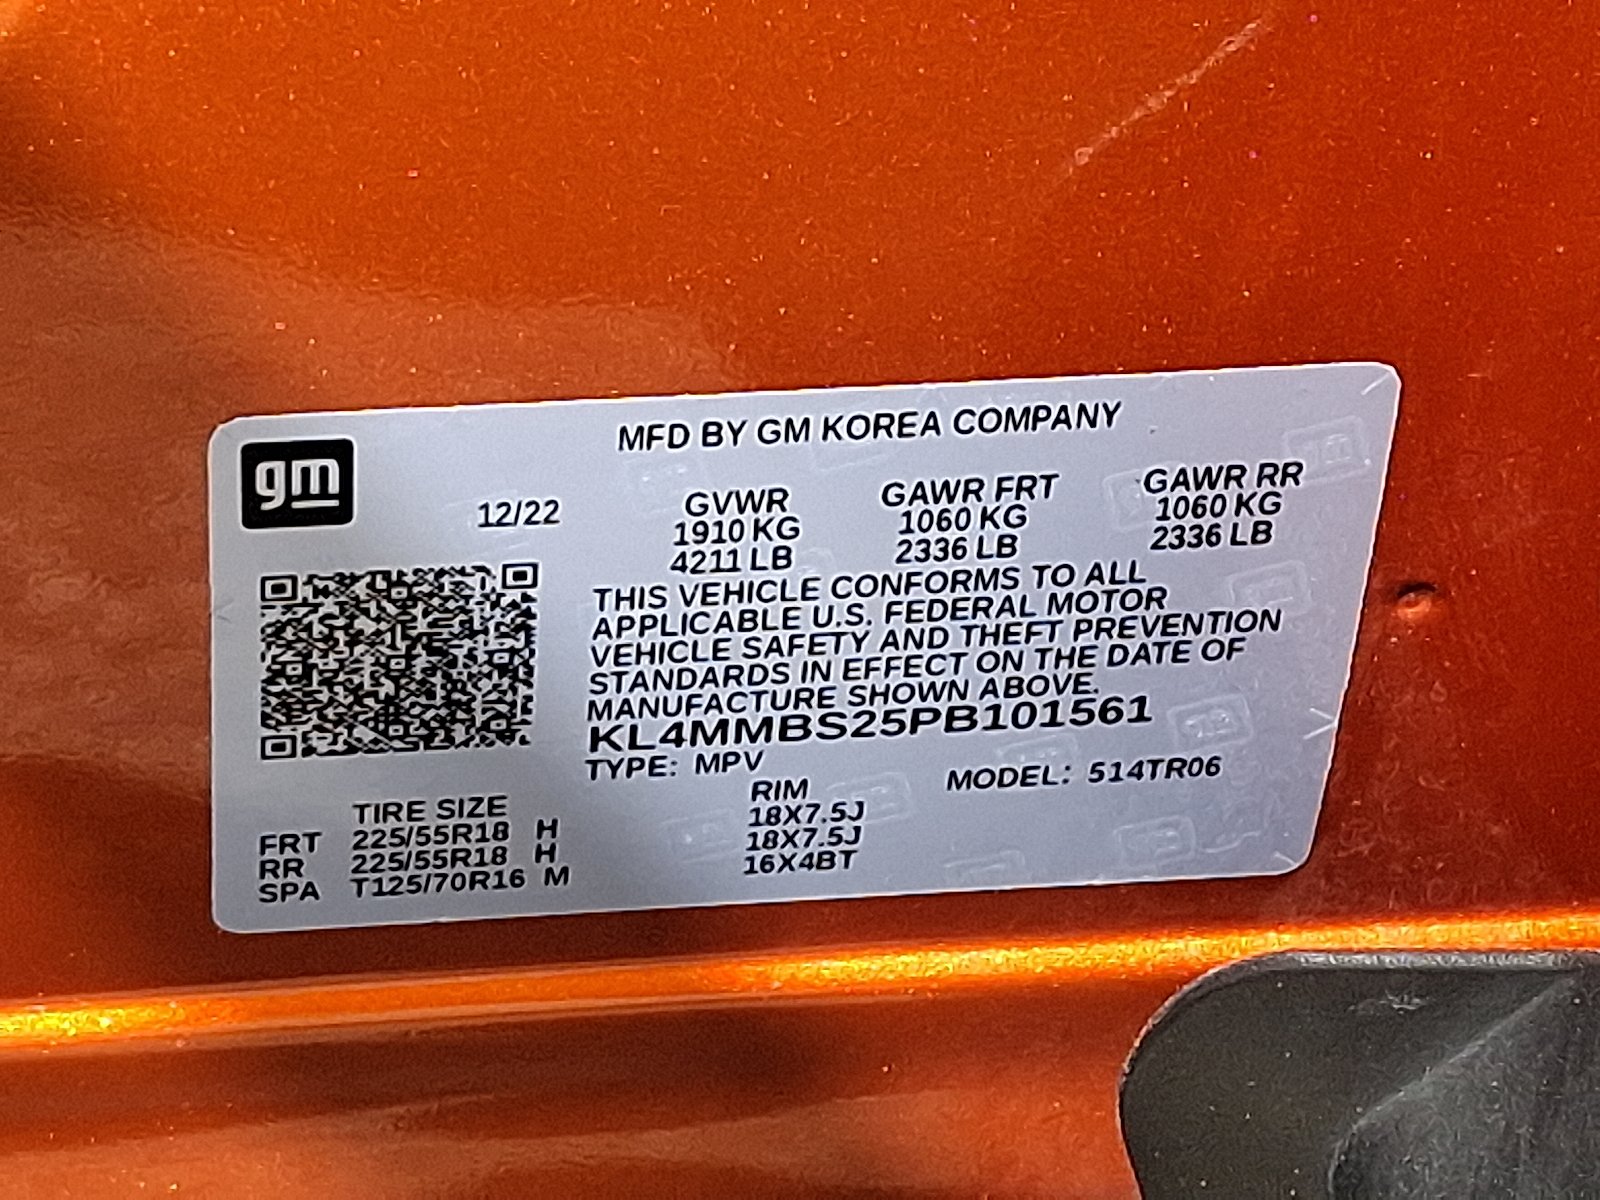 MFD BY GM KOREA COMPANY
gm
12/22
GVWR GAWR FRT GAWR RR
1910 KG 1060 KG 1060 KG
4211 LB 2336 LB 2336 LB
THIS VEHICLE CONFORMS TO ALL
APPLICABLE U.S. FEDERAL MOTOR
VEHICLE SAFETY AND THEFT PREVENTION
STANDARDS IN EFFECT ON THE DATE OF
MANUFACTURE SHOWN ABOVE.
KL4MMBS25PB101561
TYPE: MPV MODEL: 514TR06
TIRE SIZE RIM
FRT 225/55R18 H 18X7.5J
RR 225/55R18 H 18X7.5J
SPA T125/70R16 M 16X4BT